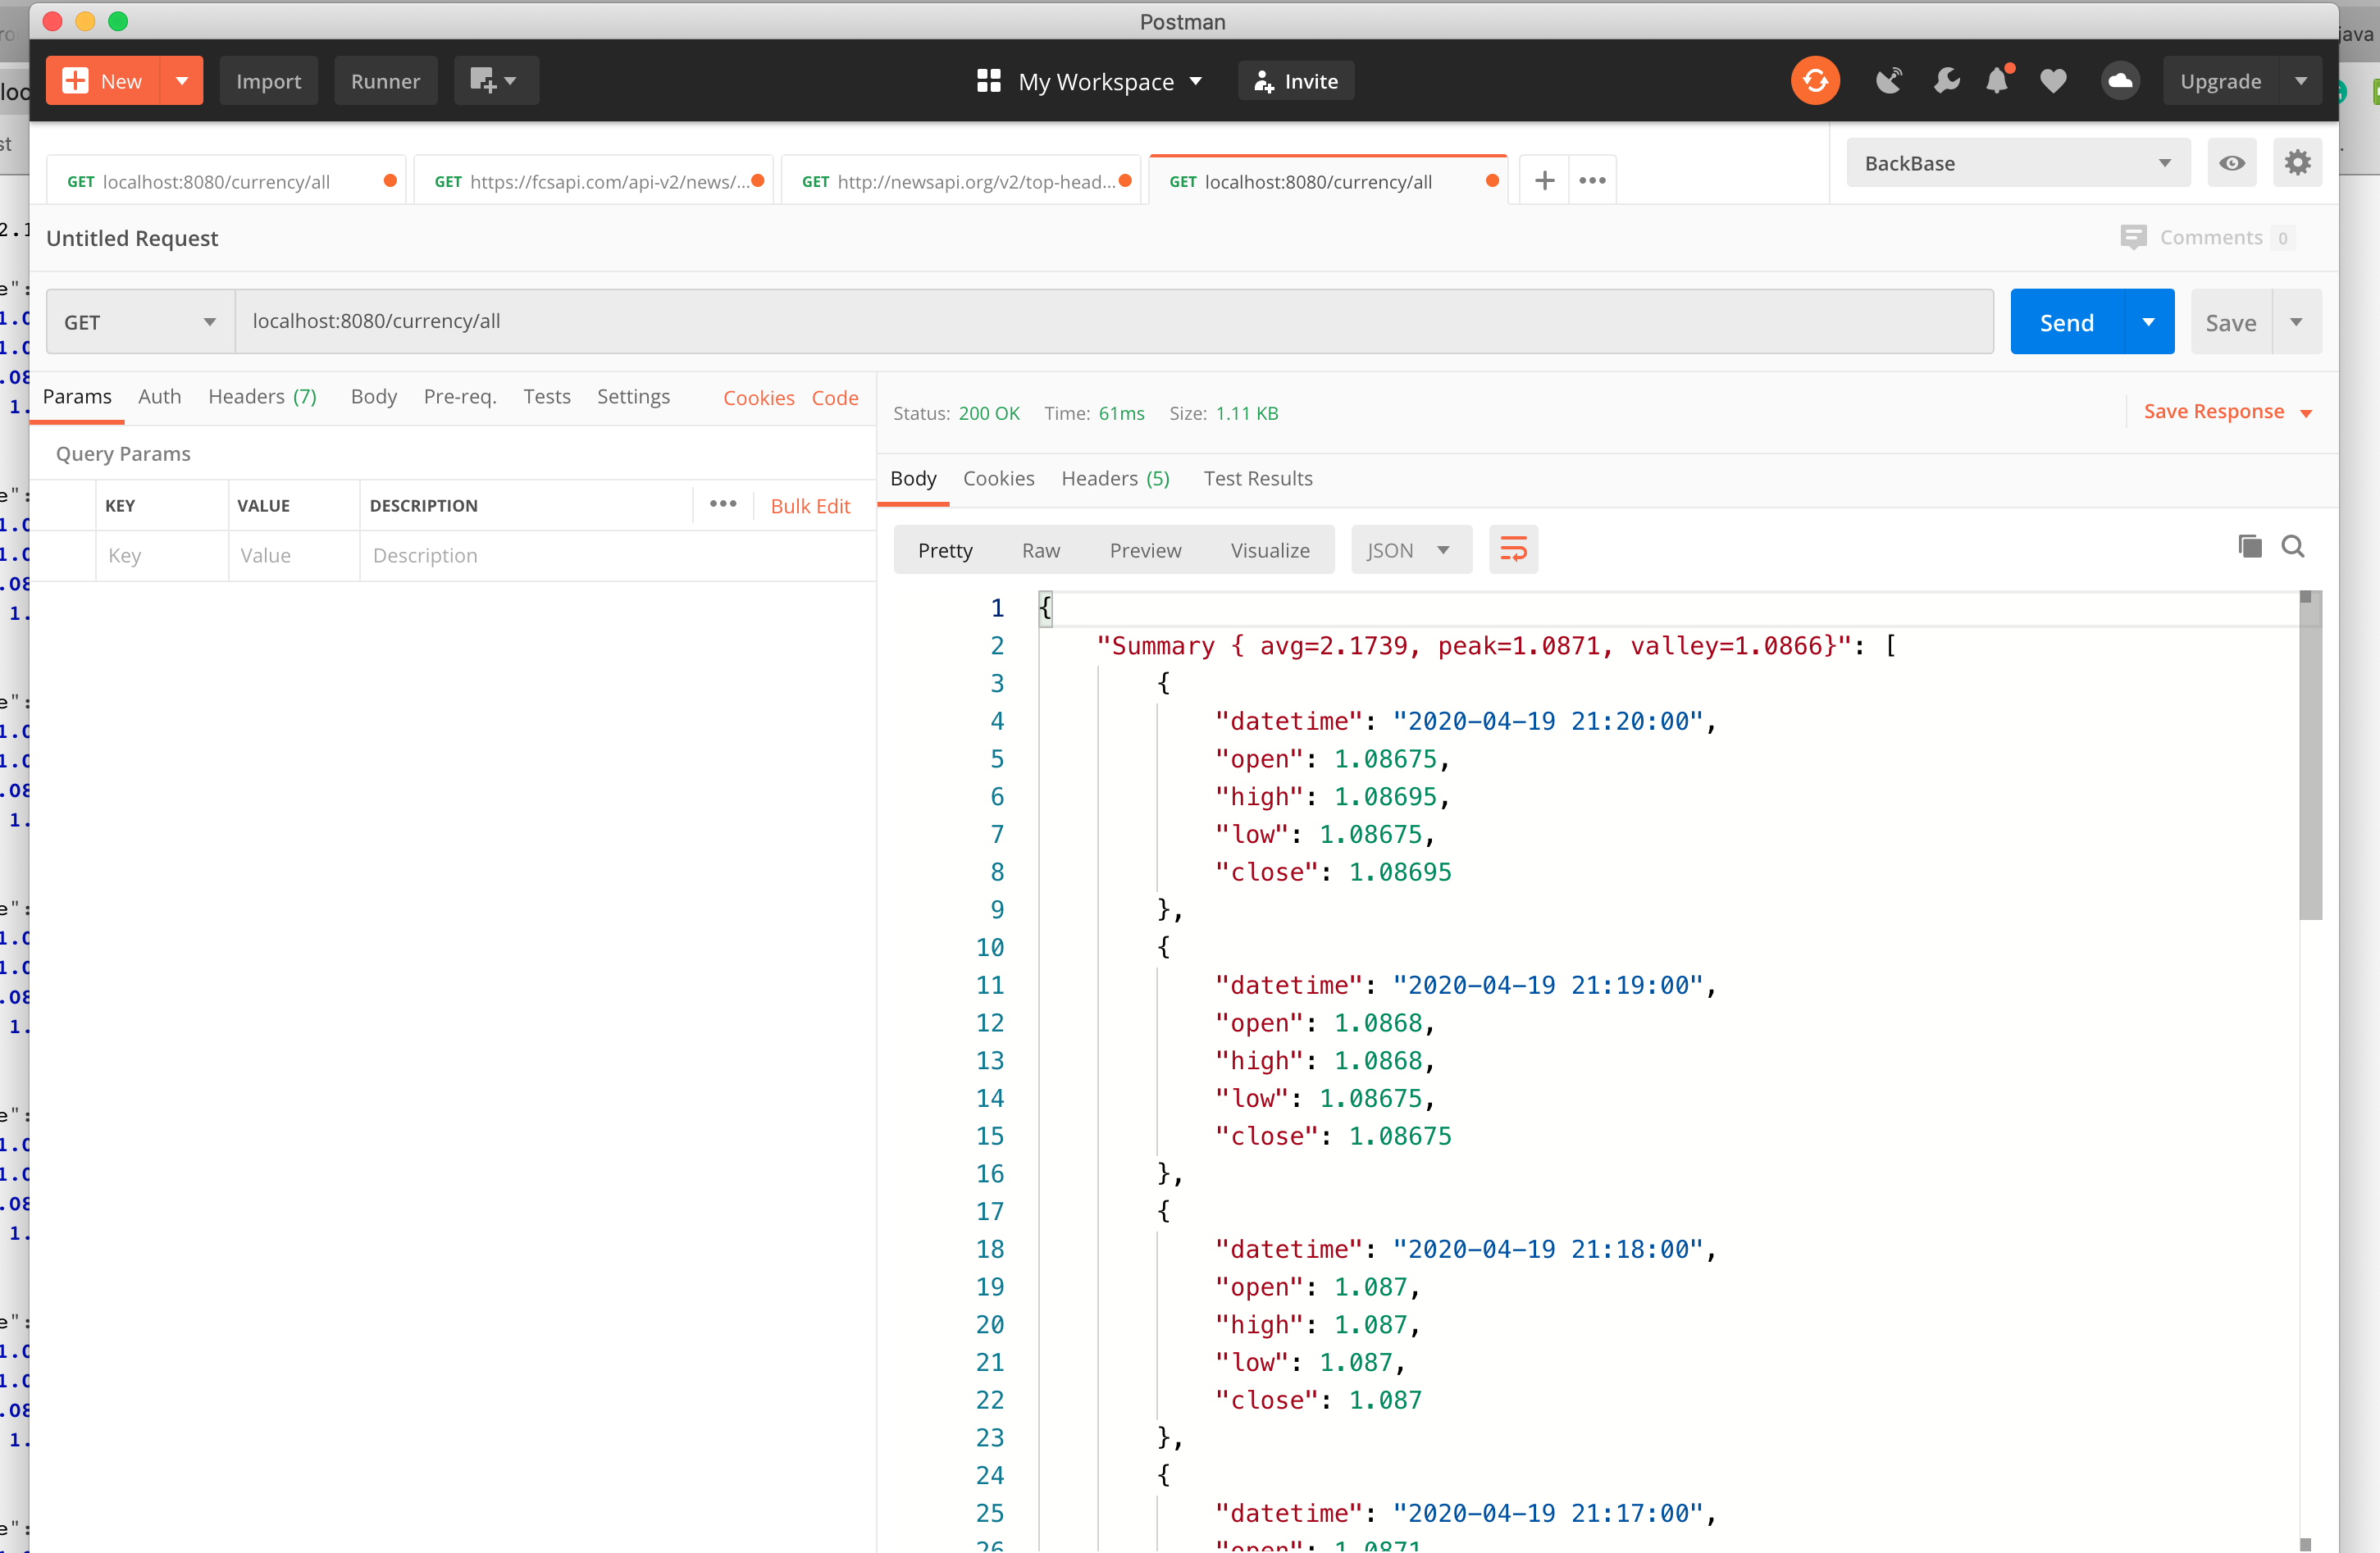 Postman
New
Import
Runner
My Workspace
Invite
Upgrade
GET localhost:8080/currency/all
GET https://fcsapi.com/api-v2/news/...
GET http://newsapi.org/v2/top-head...
GET localhost:8080/currency/all
BackBase
Untitled Request
Comments 0
GET
localhost:8080/currency/all
Send
Save
Params Auth Headers (7) Body Pre-req. Tests Settings Cookies Code
Status: 200 OK Time: 61ms Size: 1.11 KB
Save Response
Query Params
Body Cookies Headers (5) Test Results
KEY VALUE DESCRIPTION ••• Bulk Edit
Key Value Description
Pretty Raw Preview Visualize JSON
1 {
2 "Summary { avg=2.1739, peak=1.0871, valley=1.0866}": [
3 {
4 "datetime": "2020-04-19 21:20:00",
5 "open": 1.08675,
6 "high": 1.08695,
7 "low": 1.08675,
8 "close": 1.08695
9 },
10 {
11 "datetime": "2020-04-19 21:19:00",
12 "open": 1.0868,
13 "high": 1.0868,
14 "low": 1.08675,
15 "close": 1.08675
16 },
17 {
18 "datetime": "2020-04-19 21:18:00",
19 "open": 1.087,
20 "high": 1.087,
21 "low": 1.087,
22 "close": 1.087
23 },
24 {
25 "datetime": "2020-04-19 21:17:00",
26 "open": 1.0871
java